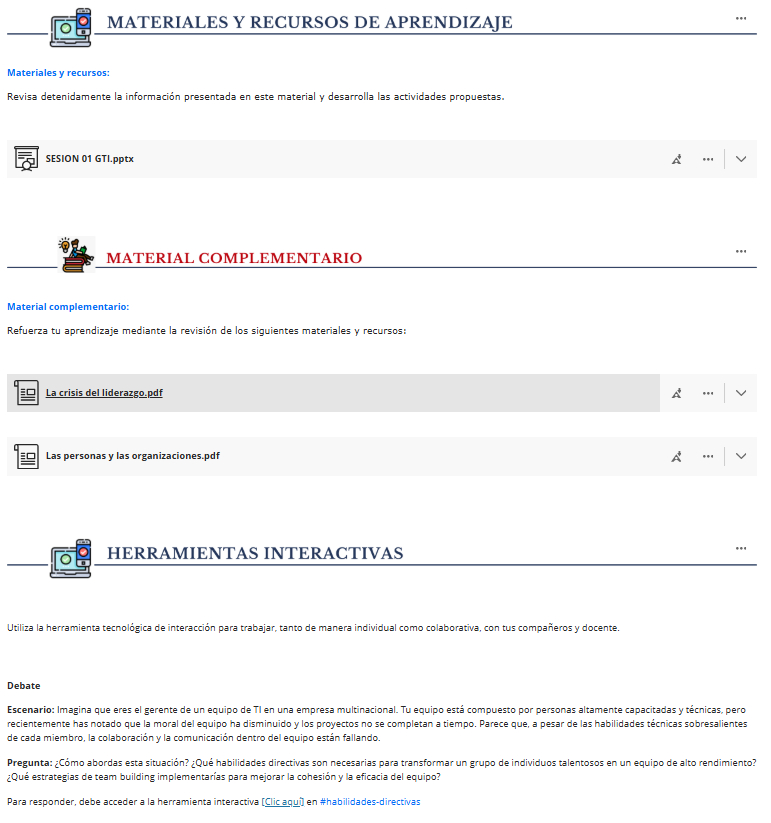 MATERIALES Y RECURSOS DE APRENDIZAJE
Materiales y recursos:
Revisa detenidamente la información presentada en este material y desarrolla las actividades propuestas.
SESION 01 GTI.pptx
MATERIAL COMPLEMENTARIO
Material complementario:
Refuerza tu aprendizaje mediante la revisión de los siguientes materiales y recursos:
La crisis del liderazgo.pdf
Las personas y las organizaciones.pdf
HERRAMIENTAS INTERACTIVAS
Utiliza la herramienta tecnológica de interacción para trabajar, tanto de manera individual como colaborativa, con tus compañeros y docente.
Debate
Escenario: Imagina que eres el gerente de un equipo de TI en una empresa multinacional. Tu equipo está compuesto por personas altamente capacitadas y técnicas, pero
recientemente has notado que la moral del equipo ha disminuido y los proyectos no se completan a tiempo. Parece que, a pesar de las habilidades técnicas sobresalientes
de cada miembro, la colaboración y la comunicación dentro del equipo están fallando.
Pregunta: ¿Cómo abordas esta situación? ¿Qué habilidades directivas son necesarias para transformar un grupo de individuos talentosos en un equipo de alto rendimiento?
¿Qué estrategias de team building implementarías para mejorar la cohesión y la eficacia del equipo?
Para responder, debe acceder a la herramienta interactiva [Clic aquí] en #habilidades-directivas